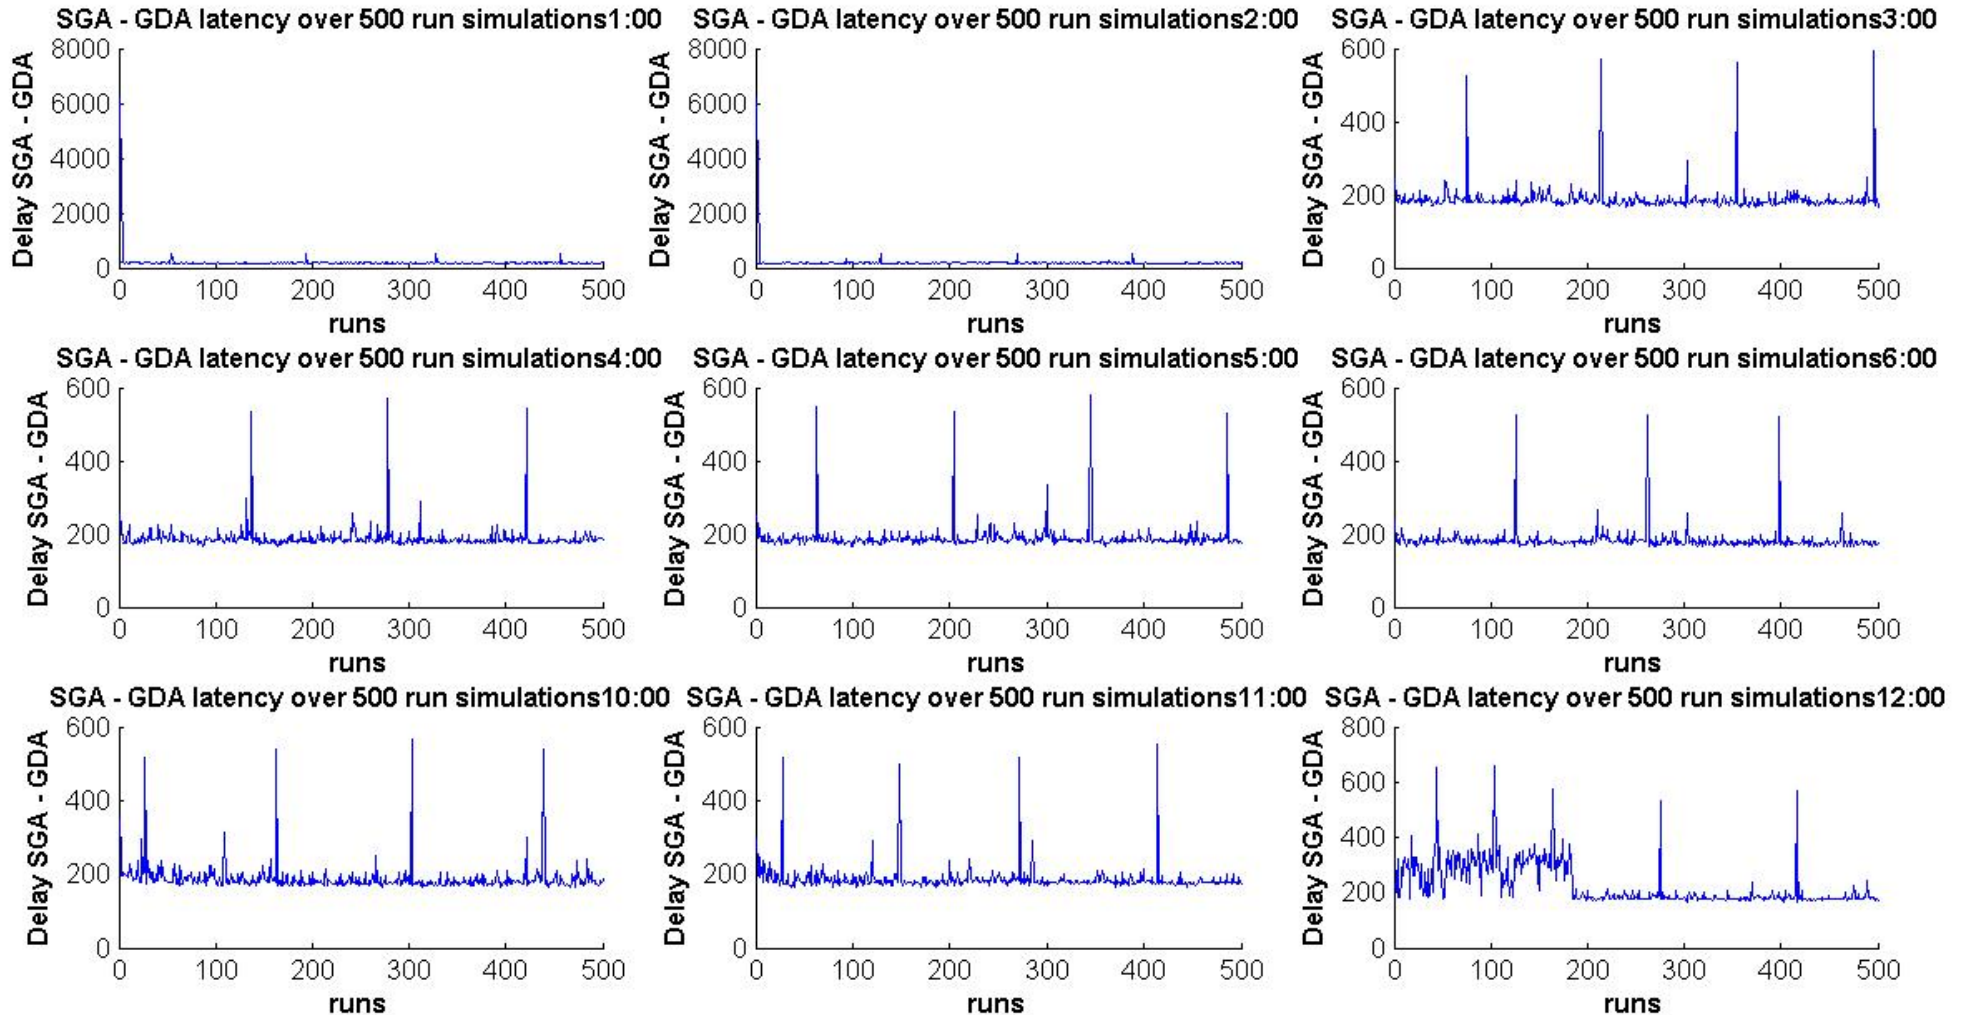 SGA - GDA latency over 500 run simulations1:00
Delay SGA - GDA
8000
6000
4000
2000
0
0 100 200 300 400 500
runs
SGA - GDA latency over 500 run simulations2:00
Delay SGA - GDA
8000
6000
4000
2000
0
0 100 200 300 400 500
runs
SGA - GDA latency over 500 run simulations3:00
Delay SGA - GDA
600
400
200
0
0 100 200 300 400 500
runs
SGA - GDA latency over 500 run simulations4:00
Delay SGA - GDA
600
400
200
0
0 100 200 300 400 500
runs
SGA - GDA latency over 500 run simulations5:00
Delay SGA - GDA
600
400
200
0
0 100 200 300 400 500
runs
SGA - GDA latency over 500 run simulations6:00
Delay SGA - GDA
600
400
200
0
0 100 200 300 400 500
runs
SGA - GDA latency over 500 run simulations10:00
Delay SGA - GDA
600
400
200
0
0 100 200 300 400 500
runs
SGA - GDA latency over 500 run simulations11:00
Delay SGA - GDA
600
400
200
0
0 100 200 300 400 500
runs
SGA - GDA latency over 500 run simulations12:00
Delay SGA - GDA
800
600
400
200
0
0 100 200 300 400 500
runs